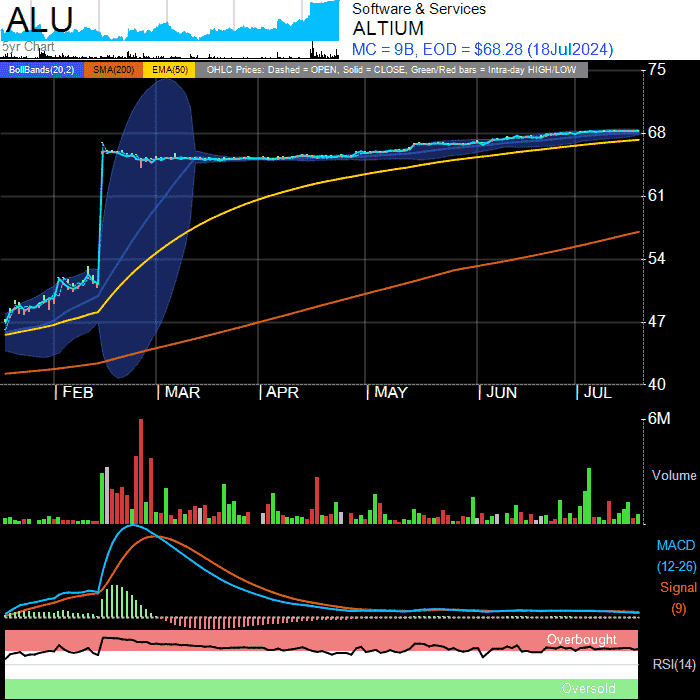 ALU
5yr Chart
Software & Services
ALTIUM
MC = 9B, EOD = $68.28 (18Jul2024)
BollBands(20,2) SMA(200) EMA(50) OHLC Prices: Dashed = OPEN, Solid = CLOSE, Green/Red bars = Intra-day HIGH/LOW
75
68
61
54
47
40
| FEB | MAR | APR | MAY | JUN | JUL
6M
Volume
MACD
(12-26)
Signal
(9)
Overbought
RSI(14)
Oversold